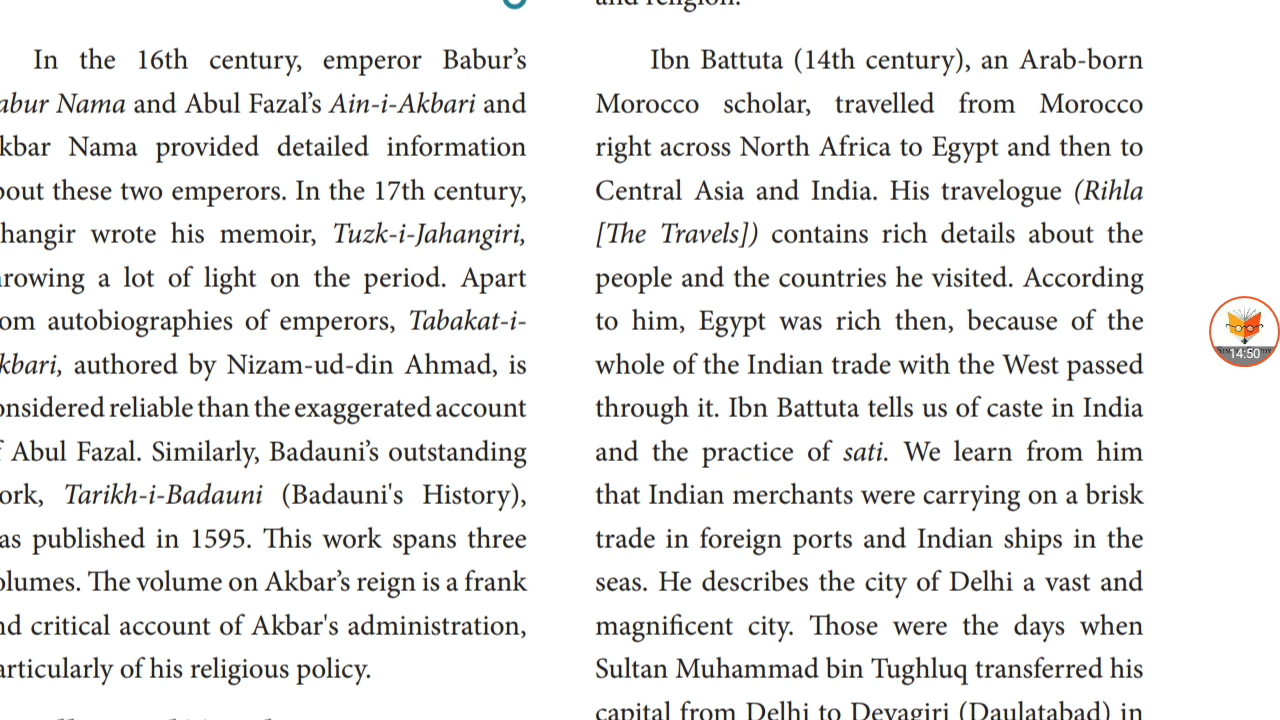 In the 16th century, emperor Babur’s
abur Nama and Abul Fazal’s Ain-i-Akbari and
kbar Nama provided detailed information
bout these two emperors. In the 17th century,
hangir wrote his memoir, Tuzk-i-Jahangiri,
rowing a lot of light on the period. Apart
om autobiographies of emperors, Tabakat-i-
kbari, authored by Nizam-ud-din Ahmad, is
onsidered reliable than the exaggerated account
f Abul Fazal. Similarly, Badauni’s outstanding
ork, Tarikh-i-Badauni (Badauni's History),
as published in 1595. This work spans three
olumes. The volume on Akbar’s reign is a frank
nd critical account of Akbar's administration,
articularly of his religious policy.
and religion.
Ibn Battuta (14th century), an Arab-born
Morocco scholar, travelled from Morocco
right across North Africa to Egypt and then to
Central Asia and India. His travelogue (Rihla
[The Travels]) contains rich details about the
people and the countries he visited. According
to him, Egypt was rich then, because of the
whole of the Indian trade with the West passed
through it. Ibn Battuta tells us of caste in India
and the practice of sati. We learn from him
that Indian merchants were carrying on a brisk
trade in foreign ports and Indian ships in the
seas. He describes the city of Delhi a vast and
magnificent city. Those were the days when
Sultan Muhammad bin Tughluq transferred his
capital from Delhi to Devagiri (Daulatabad) in
14:50